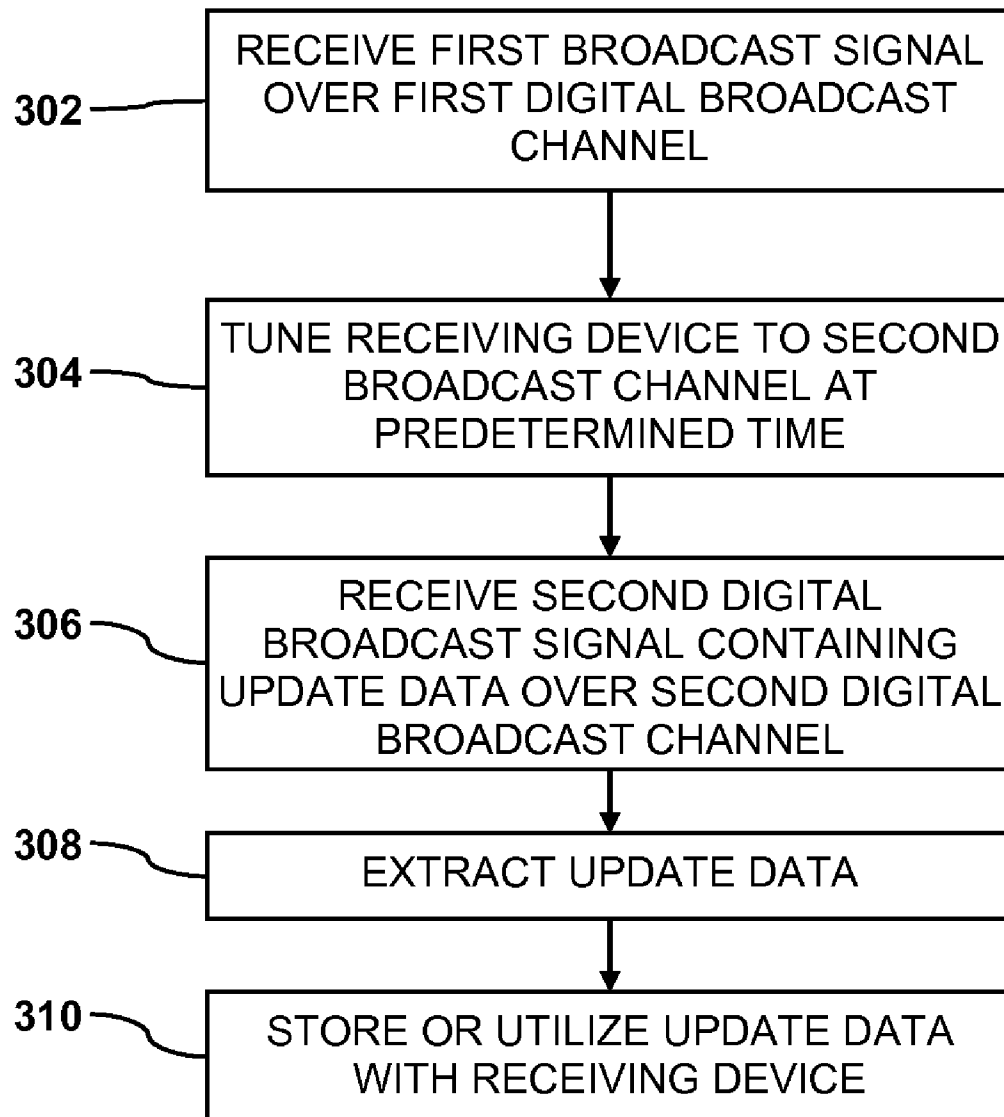 302
RECEIVE FIRST BROADCAST SIGNAL
OVER FIRST DIGITAL BROADCAST
CHANNEL
304
TUNE RECEIVING DEVICE TO SECOND
BROADCAST CHANNEL AT
PREDETERMINED TIME
306
RECEIVE SECOND DIGITAL
BROADCAST SIGNAL CONTAINING
UPDATE DATA OVER SECOND DIGITAL
BROADCAST CHANNEL
308
EXTRACT UPDATE DATA
310
STORE OR UTILIZE UPDATE DATA
WITH RECEIVING DEVICE